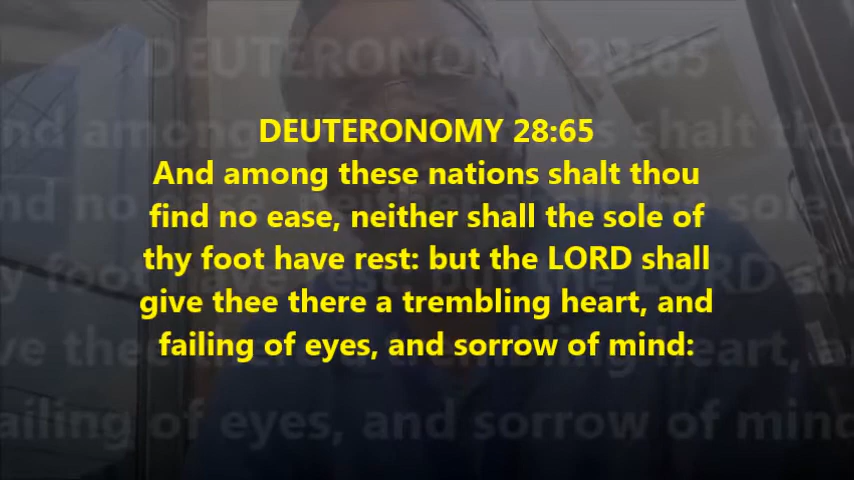 DEUTERONOMY 28:65
And among these nations shalt thou
find no ease, neither shall the sole of
thy foot have rest: but the LORD shall
give thee there a trembling heart, and
failing of eyes, and sorrow of mind: